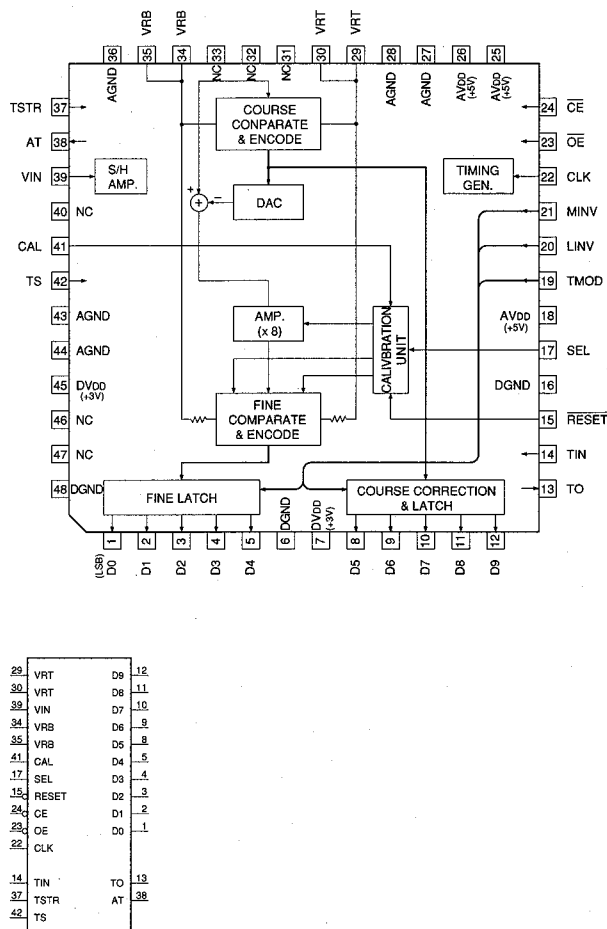 VRB
VRB
VRT
VRT
36
35
34
33
32
31
30
29
28
27
26
25
AGND
NC
NC
NC
AGND
AGND
AVDD
(+5V)
AVDD
(+5V)
TSTR 37
AT 38
VIN 39
40 NC
CAL 41
TS 42
43 AGND
44 AGND
45 DVDD
(+3V)
46 NC
47 NC
48 DGND
COURSE
CONPARATE
& ENCODE
S/H
AMP.
+
+
−
DAC
TIMING
GEN.
AMP.
(x 8)
CALIVBRATION
UNIT
FINE
COMPARATE
& ENCODE
FINE LATCH
COURSE CORRECTION
& LATCH
24 CE
23 OE
22 CLK
21 MINV
20 LINV
19 TMOD
AVDD 18
(+5V)
17 SEL
DGND 16
15 RESET
14 TIN
13 TO
DGND
DVDD
(+3V)
1
2
3
4
5
6
7
8
9
10
11
12
(LSB)
D0
D1
D2
D3
D4
D5
D6
D7
D8
D9
29 VRT D9 12
30 VRT D8 11
39 VIN D7 10
34 VRB D6 9
35 VRB D5 8
41 CAL D4 5
17 SEL D3 4
15 RESET D2 3
24 CE D1 2
23 OE D0 1
22 CLK
14 TIN TO 13
37 TSTR AT 38
42 TS